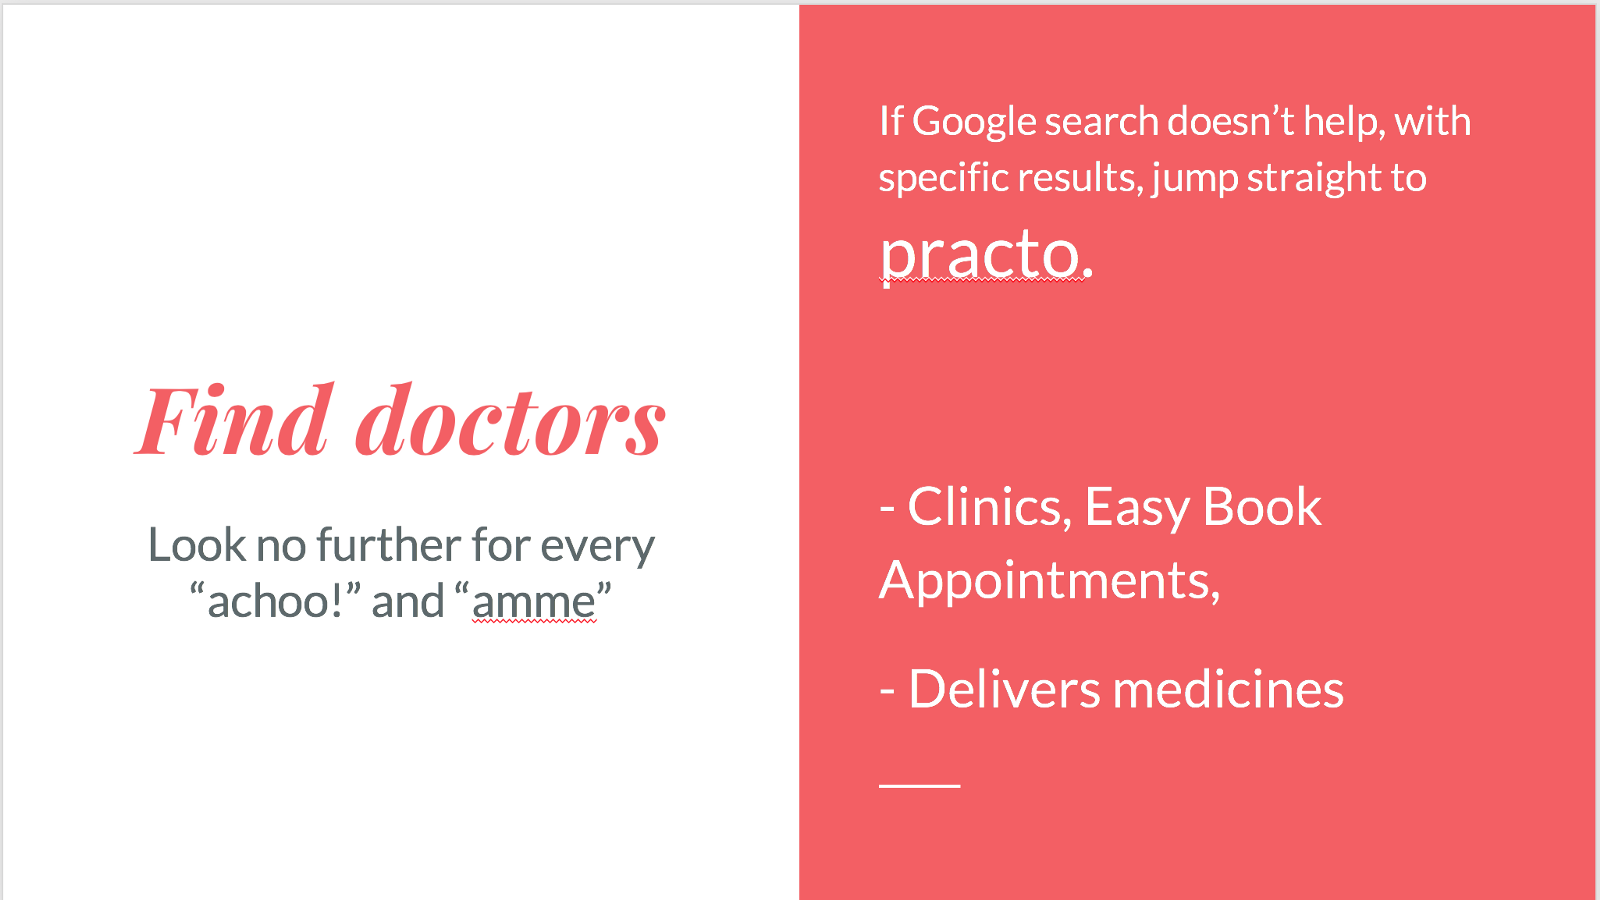 Find doctors
Look no further for every
“achoo!” and “amme”
If Google search doesn’t help, with
specific results, jump straight to
practo.
- Clinics, Easy Book
Appointments,
- Delivers medicines